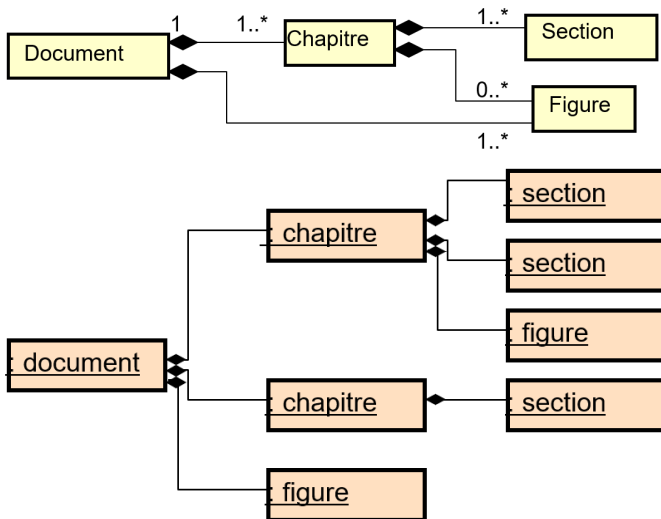 1
1..*
1..*
Document
Chapitre
Section
0..*
Figure
1..*
: section
: chapitre
: section
: figure
: document
: chapitre
: section
: figure